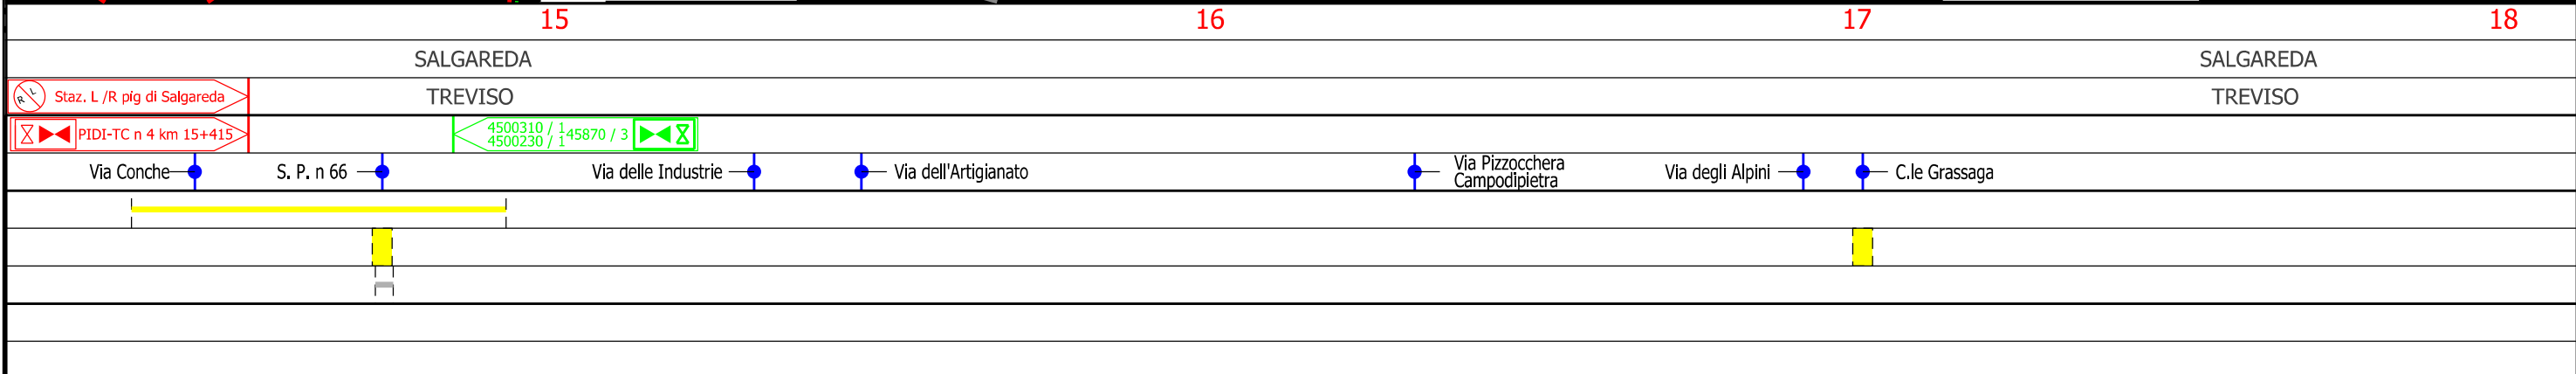 15 16 17 18
SALGAREDA SALGAREDA
R L Staz. L /R pig di Salgareda TREVISO TREVISO
PIDI-TC n 4 km 15+415 4500310 / 1 45870 / 3
4500230 / 1
Via Conche S. P. n 66 Via delle Industrie Via dell'Artigianato Via Pizzocchera Via degli Alpini C.le Grassaga
Campodipietra